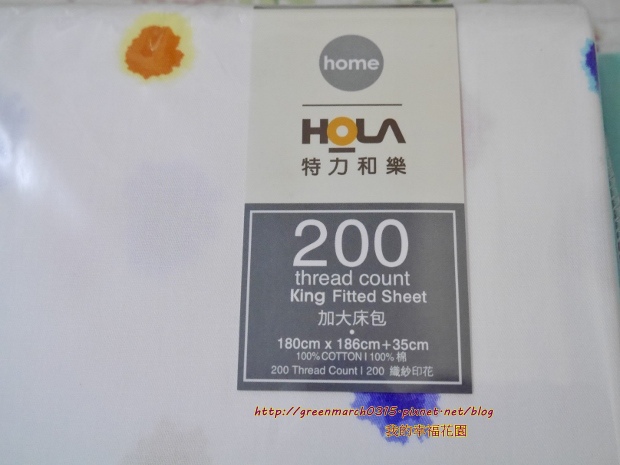 home
HOLA
特力和樂
200
thread count
King Fitted Sheet
加大床包
180cm x 186cm+35cm
100%COTTON | 100%棉
200 Thread Count | 200 織紗印花
http://greenmarch0315.pixnet.net/blog
我的幸福花園